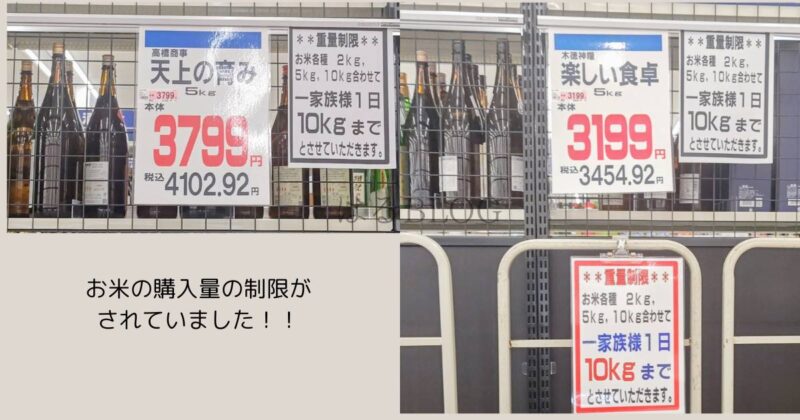 高橋商事
天上の育み
5kg
3799
本体
3799円
税込4102.92円
**重量制限**
お米各種 2kg,
5kg, 10kg合わせて
一家族様1日
10kgまで
とさせていただきます。
木徳神糧
楽しい食卓
5kg
本体
3199円
税込3454.92円
**重量制限**
お米各種 2kg,
5kg, 10kg合わせて
一家族様1日
10kgまで
とさせていただきます。
**重量制限**
お米各種 2kg,
5kg, 10kg合わせて
一家族様1日
10kgまで
とさせていただきます。
お米の購入量の制限が
されていました！！